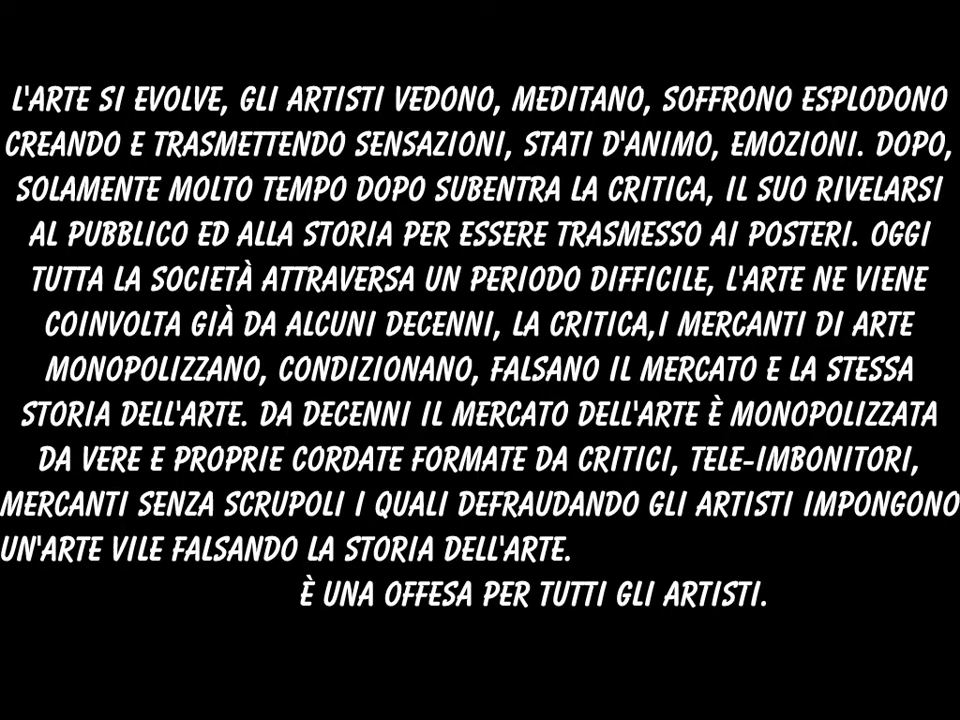 L'ARTE SI EVOLVE, GLI ARTISTI VEDONO, MEDITANO, SOFFRONO ESPLODONO
CREANDO E TRASMETTENDO SENSAZIONI, STATI D'ANIMO, EMOZIONI. DOPO,
SOLAMENTE MOLTO TEMPO DOPO SUBENTRA LA CRITICA, IL SUO RIVELARSI
AL PUBBLICO ED ALLA STORIA PER ESSERE TRASMESSO AI POSTERI. OGGI
TUTTA LA SOCIETÀ ATTRAVERSA UN PERIODO DIFFICILE, L'ARTE NE VIENE
COINVOLTA GIÀ DA ALCUNI DECENNI, LA CRITICA,I MERCANTI DI ARTE
MONOPOLIZZANO, CONDIZIONANO, FALSANO IL MERCATO E LA STESSA
STORIA DELL'ARTE. DA DECENNI IL MERCATO DELL'ARTE È MONOPOLIZZATA
DA VERE E PROPRIE CORDATE FORMATE DA CRITICI, TELE-IMBONITORI,
MERCANTI SENZA SCRUPOLI I QUALI DEFRAUDANDO GLI ARTISTI IMPONGONO
UN'ARTE VILE FALSANDO LA STORIA DELL'ARTE.
È UNA OFFESA PER TUTTI GLI ARTISTI.